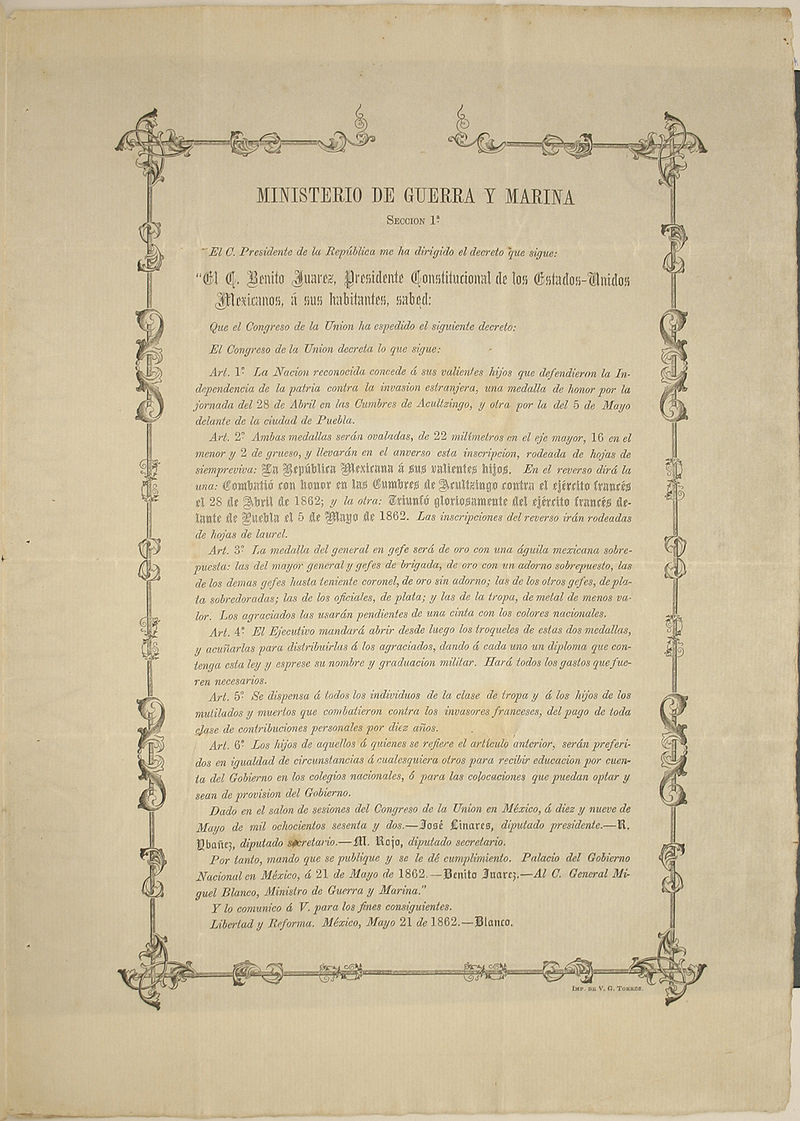 MINISTERIO DE GUERRA Y MARINA
SECCION 1ª
El C. Presidente de la República me ha dirigido el decreto que sigue:
"El C. Benito Juarez, Presidente Constitucional de los Estados-Unidos
Mexicanos, á sus habitantes, sabed:
Que el Congreso de la Union ha espedido el siguiente decreto:
El Congreso de la Union decreta lo que sigue:
Art. 1º La Nacion reconocida concede á sus valientes hijos que defendieron la In-
dependencia de la patria contra la invasion estranjera, una medalla de honor por la
jornada del 28 de Abril en las Cumbres de Acultzingo, y otra por la del 5 de Mayo
delante de la ciudad de Puebla.
Art. 2º Ambas medallas serán ovaladas, de 22 milímetros en el eje mayor, 16 en el
menor y 2 de grueso, y llevarán en el anverso esta inscripcion, rodeada de hojas de
siempreviva: La República Mexicana á sus valientes hijos. En el reverso dirá la
una: Combatió con honor en las Cumbres de Acultzingo contra el ejército francés
el 28 de Abril de 1862; y la otra: Triunfó gloriosamente del ejército francés de-
lante de Puebla el 5 de Mayo de 1862. Las inscripciones del reverso irán rodeadas
de hojas de laurel.
Art. 3º La medalla del general en gefe será de oro con una águila mexicana sobre-
puesta: las del mayor general y gefes de brigada, de oro con un adorno sobrepuesto, las
de los demas gefes hasta teniente coronel, de oro sin adorno; las de los otros gefes, de pla-
ta sobredoradas; las de los oficiales, de plata; y las de la tropa, de metal de menos va-
lor. Los agraciados las usarán pendientes de una cinta con los colores nacionales.
Art. 4º El Ejecutivo mandará abrir desde luego los troqueles de estas dos medallas,
y acuñarlas para distribuirlas á los agraciados, dando á cada uno un diploma que con-
tenga esta ley y esprese su nombre y graduacion militar. Hará todos los gastos que fue-
ren necesarios.
Art. 5º Se dispensa á todos los individuos de la clase de tropa y á los hijos de los
mutilados y muertos que combatieron contra los invasores franceses, del pago de toda
clase de contribuciones personales por diez años.
Art. 6º Los hijos de aquellos á quienes se refiere el artículo anterior, serán preferi-
dos en igualdad de circunstancias á cualesquiera otros para recibir educacion por cuen-
ta del Gobierno en los colegios nacionales, ó para las colocaciones que puedan optar y
sean de provision del Gobierno.
Dado en el salon de sesiones del Congreso de la Union en México, á diez y nueve de
Mayo de mil ochocientos sesenta y dos.—José Linares, diputado presidente.—R.
Ybañez, diputado secretario.—M. Rojo, diputado secretario.
Por tanto, mando que se publique y se le dé cumplimiento. Palacio del Gobierno
Nacional en México, á 21 de Mayo de 1862.—Benito Juarez.—Al C. General Mi-
guel Blanco, Ministro de Guerra y Marina."
Y lo comunico á V. para los fines consiguientes.
Libertad y Reforma. México, Mayo 21 de 1862.—Blanco.
IMP. DE V. G. TORRES.